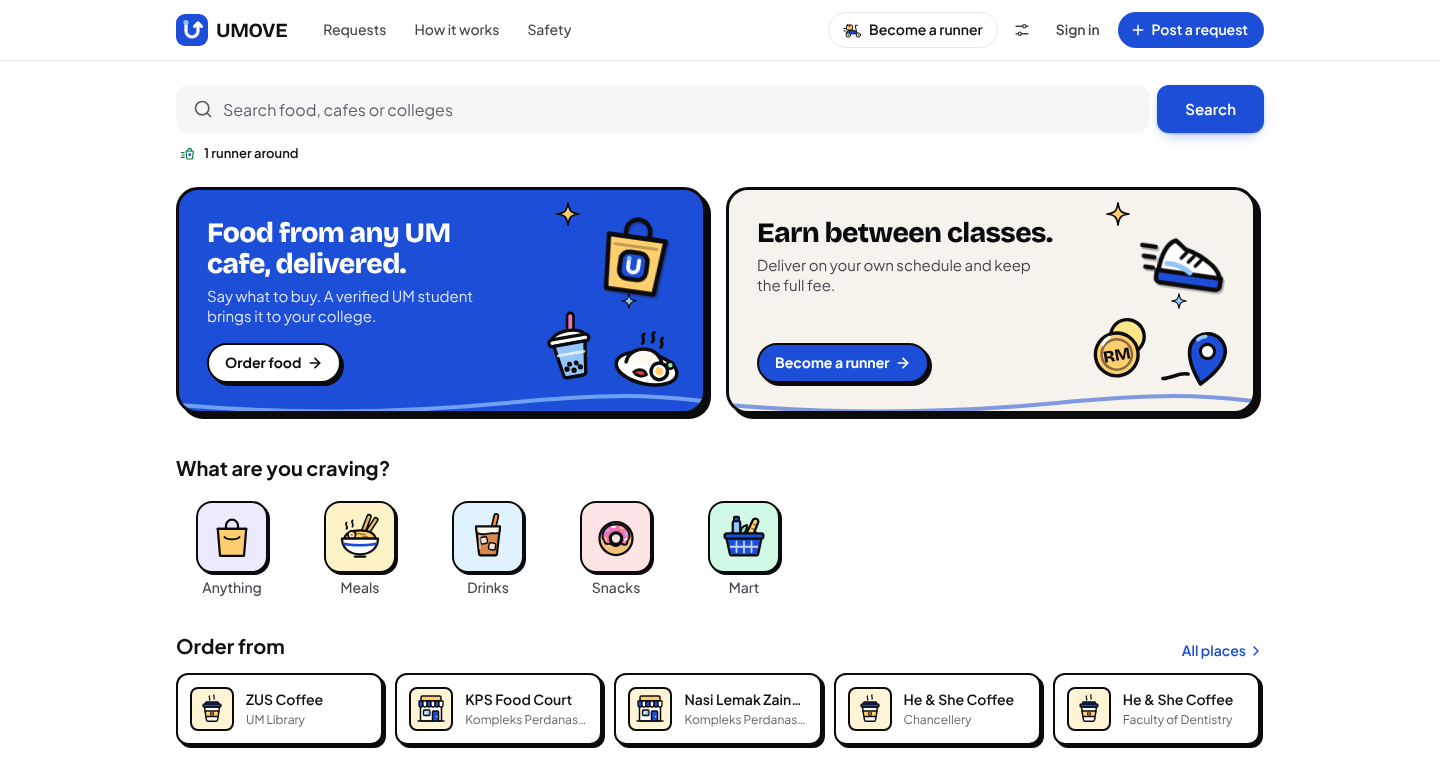 UMOVE
Requests
How it works
Safety
Become a runner
Sign in
Post a request
Search food, cafes or colleges
Search
1 runner around
Food from any UM
cafe, delivered.
Say what to buy. A verified UM student
brings it to your college.
Order food
U
Earn between classes.
Deliver on your own schedule and keep
the full fee.
Become a runner
RM
What are you craving?
Anything
Meals
Drinks
Snacks
Mart
Order from
All places
ZUS Coffee
UM Library
KPS Food Court
Kompleks Perdanas...
Nasi Lemak Zain...
Kompleks Perdanas...
He & She Coffee
Chancellery
He & She Coffee
Faculty of Dentistry